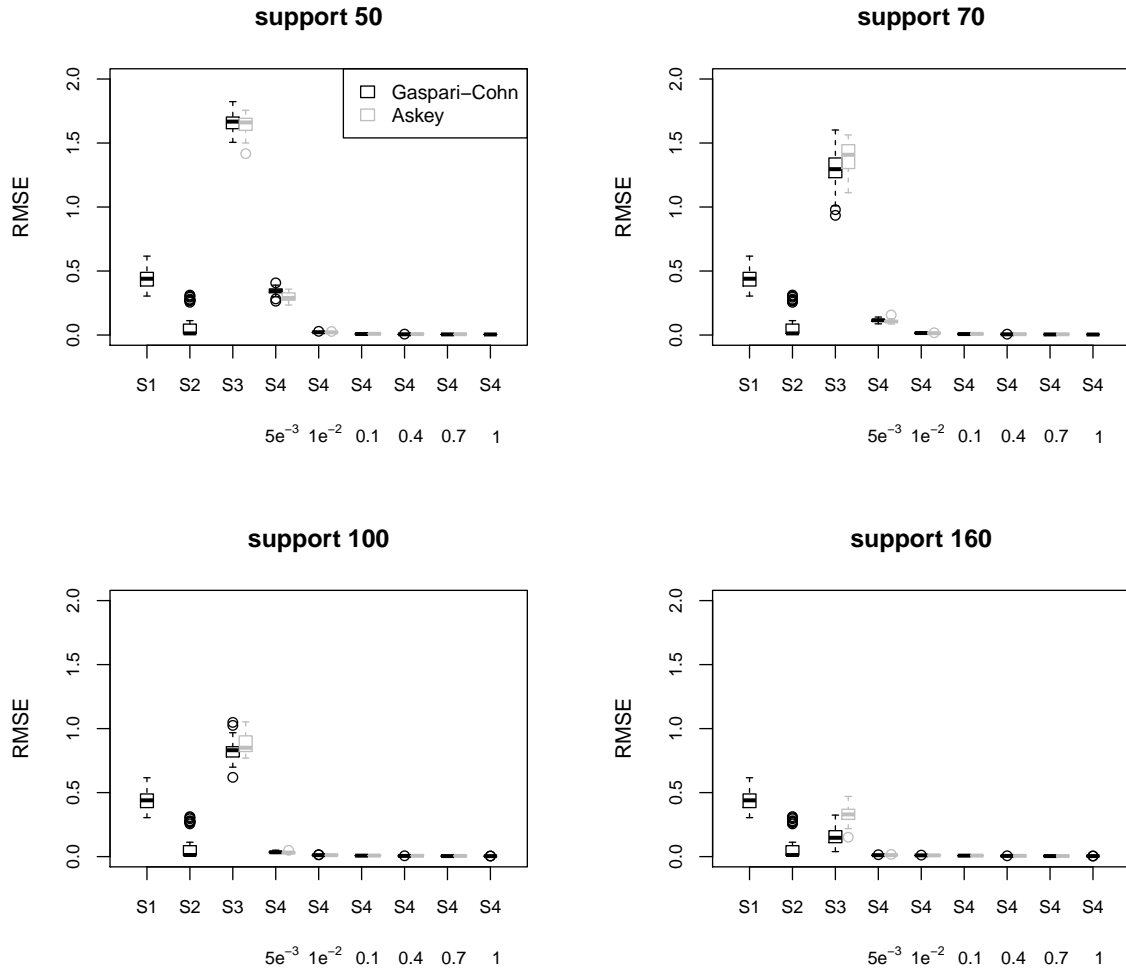 support 50
RMSE
2.0
1.5
1.0
0.5
0.0
Gaspari−Cohn
Askey
S1 S2 S3 S4 S4 S4 S4 S4 S4
5e−3 1e−2 0.1 0.4 0.7 1
support 70
RMSE
2.0
1.5
1.0
0.5
0.0
S1 S2 S3 S4 S4 S4 S4 S4 S4
5e−3 1e−2 0.1 0.4 0.7 1
support 100
RMSE
2.0
1.5
1.0
0.5
0.0
S1 S2 S3 S4 S4 S4 S4 S4 S4
5e−3 1e−2 0.1 0.4 0.7 1
support 160
RMSE
2.0
1.5
1.0
0.5
0.0
S1 S2 S3 S4 S4 S4 S4 S4 S4
5e−3 1e−2 0.1 0.4 0.7 1